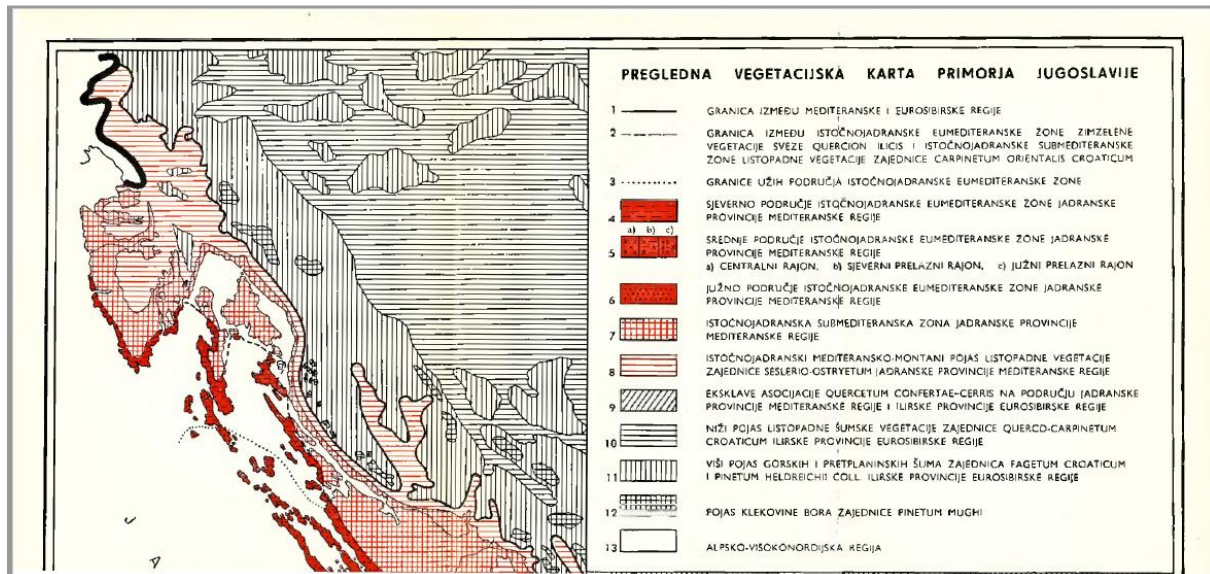 PREGLEDNA VEGETACIJSKA KARTA PRIMORJA JUGOSLAVIJE
1 GRANICA IZMEĐU MEDITERANSKE I EUROSIBIRSKE REGIJE
2 GRANICA IZMEĐU ISTOČNOJADRANSKE EUMEDITERANSKE ZONE ZIMZELENE
VEGETACIJE SVEZE QUERCION ILICIS I ISTOČNOJADRANSKE SUBMEDITERANSKE
ZONE LISTOPADNE VEGETACIJE ZAJEDNICE CARPINETUM ORIENTALIS CROATICUM
3 GRANICE UŽIH PODRUČJA ISTOČNOJADRANSKE EUMEDITERANSKE ZONE
4 SJEVERNO PODRUČJE ISTOČNOJADRANSKE EUMEDITERANSKE ZONE JADRANSKE
PROVINCIJE MEDITERANSKE REGIJE
a) b) c)
5 SREDNJE PODRUČJE ISTOČNOJADRANSKE EUMEDITERANSKE ZONE JADRANSKE
PROVINCIJE MEDITERANSKE REGIJE
a) CENTRALNI RAJON, b) SJEVERNI PRELAZNI RAJON, c) JUŽNI PRELAZNI RAJON
6 JUŽNO PODRUČJE ISTOČNOJADRANSKE EUMEDITERANSKE ZONE JADRANSKE
PROVINCIJE MEDITERANSKE REGIJE
7 ISTOČNOJADRANSKA SUBMEDITERANSKA ZONA JADRANSKE PROVINCIJE
MEDITERANSKE REGIJE
8 ISTOČNOJADRANSKI MEDITERANSKO-MONTANI POJAS LISTOPADNE VEGETACIJE
ZAJEDNICE SESLERIO-OSTRYETUM JADRANSKE PROVINCIJE MEDITERANSKE REGIJE
9 EKSKLAVE ASOCIJACIJE QUERCETUM CONFERTAE-CERRIS NA PODRUČJU JADRANSKE
PROVINCIJE MEDITERANSKE REGIJE I ILIRSKE PROVINCIJE EUROSIBIRSKE REGIJE
10 NIŽI POJAS LISTOPADNE ŠUMSKE VEGETACIJE ZAJEDNICE QUERCO-CARPINETUM
CROATICUM ILIRSKE PROVINCIJE EUROSIBIRSKE REGIJE
11 VIŠI POJAS GORSKIH I PRETPLANINSKIH ŠUMA ZAJEDNICA FAGETUM CROATICUM
I PINETUM HELDREICHII COLL. ILIRSKE PROVINCIJE EUROSIBIRSKE REGIJE
12 POJAS KLEKOVINE BORA ZAJEDNICE PINETUM MUGHI
13 ALPSKO-VISOKONORDIJSKA REGIJA